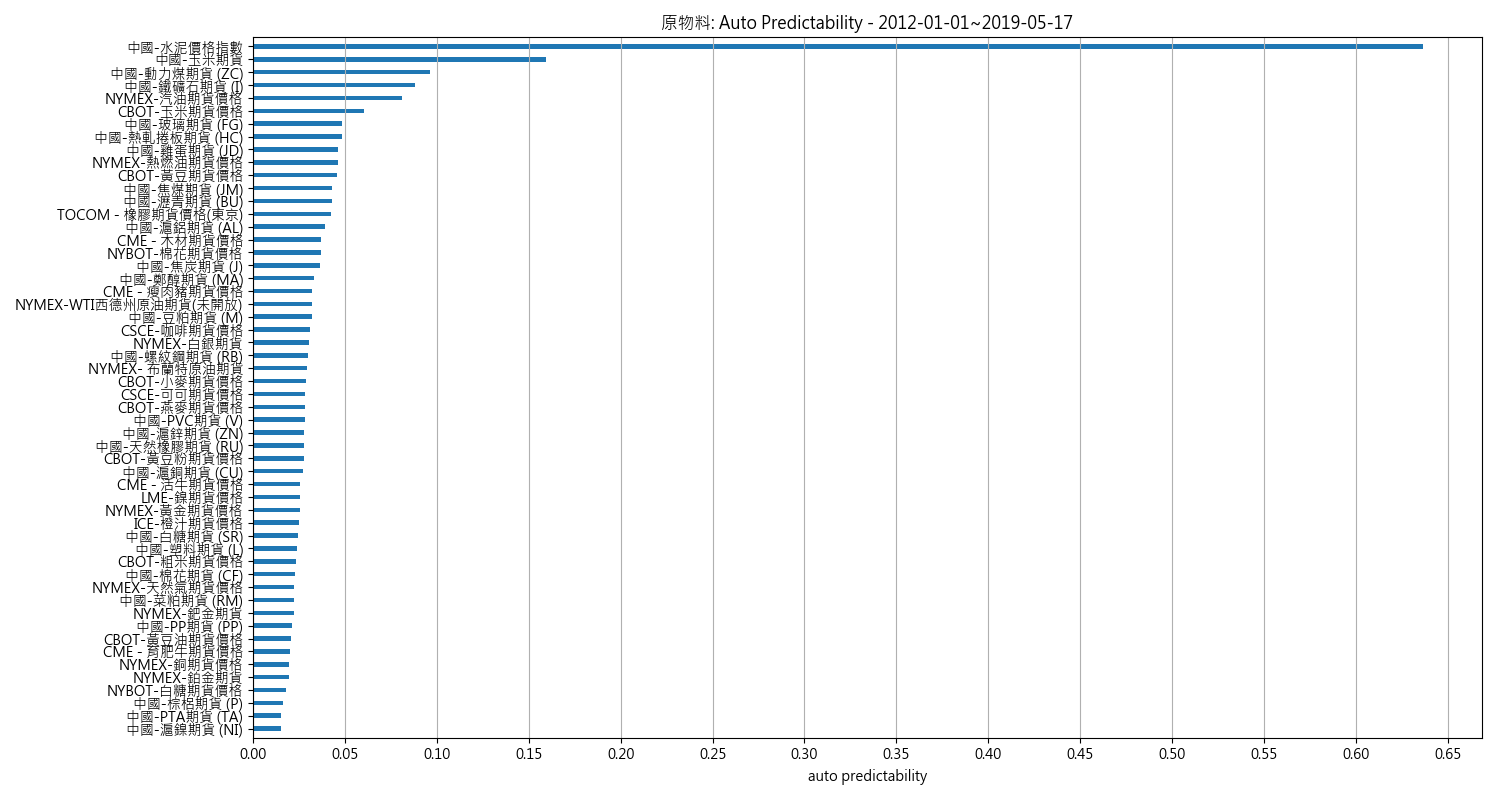 原物料: Auto Predictability - 2012-01-01~2019-05-17
中國-水泥價格指數
中國-玉米期貨
中國-動力煤期貨 (ZC)
中國-鐵礦石期貨 (I)
NYMEX-汽油期貨價格
CBOT-玉米期貨價格
中國-玻璃期貨 (FG)
中國-熱軋捲板期貨 (HC)
中國-雞蛋期貨 (JD)
NYMEX-熱燃油期貨價格
CBOT-黃豆期貨價格
中國-焦煤期貨 (JM)
中國-瀝青期貨 (BU)
TOCOM - 橡膠期貨價格(東京)
中國-滬鋁期貨 (AL)
CME - 木材期貨價格
NYBOT-棉花期貨價格
中國-焦炭期貨 (J)
中國-鄭醇期貨 (MA)
CME - 瘦肉豬期貨價格
NYMEX-WTI西德州原油期貨(未開放)
中國-豆粕期貨 (M)
CSCE-咖啡期貨價格
NYMEX-白銀期貨
中國-螺紋鋼期貨 (RB)
NYMEX- 布蘭特原油期貨
CBOT-小麥期貨價格
CSCE-可可期貨價格
CBOT-燕麥期貨價格
中國-PVC期貨 (V)
中國-滬鋅期貨 (ZN)
中國-天然橡膠期貨 (RU)
CBOT-黃豆粉期貨價格
中國-滬銅期貨 (CU)
CME - 活牛期貨價格
LME-鎳期貨價格
NYMEX-黃金期貨價格
ICE-橙汁期貨價格
中國-白糖期貨 (SR)
中國-塑料期貨 (L)
CBOT-粗米期貨價格
中國-棉花期貨 (CF)
NYMEX-天然氣期貨價格
中國-菜粕期貨 (RM)
NYMEX-鈀金期貨
中國-PP期貨 (PP)
CBOT-黃豆油期貨價格
CME - 育肥牛期貨價格
NYMEX-銅期貨價格
NYMEX-鉑金期貨
NYBOT-白糖期貨價格
中國-棕梠期貨 (P)
中國-PTA期貨 (TA)
中國-滬鎳期貨 (NI)
0.00 0.05 0.10 0.15 0.20 0.25 0.30 0.35 0.40 0.45 0.50 0.55 0.60 0.65
auto predictability